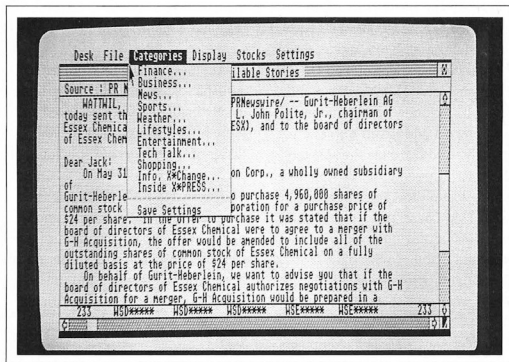 Desk File Categories Display Stocks Settings
ilable Stories
Finance...
Business...
News...
Sports...
Weather...
Lifestyles...
Entertainment...
Tech Talk...
Shopping...
Info. X*Change...
Inside X*PRESS...
Save Settings
Source : PR N
WATTWIL, PRNewswire/ -- Gurit-Heberlein AG
today sent th L. John Polite, Jr., chairman of
Essex Chemica ESX), and to the board of directors
of Essex Chem
Dear Jack:
On May 31 on Corp., a wholly owned subsidiary
of
Gurit-Heberle o purchase 4,960,000 shares of
common stock poration for a purchase price of
$24 per share. In the offer to purchase it was stated that if the
board of directors of Essex Chemical were to agree to a merger with
G-H Acquisition, the offer would be amended to include all of the
outstanding shares of common stock of Essex Chemical on a fully
diluted basis at the price of $24 per share.
On behalf of Gurit-Heberlein, we want to advise you that if the
board of directors of Essex Chemical authorizes negotiations with G-H
Acquisition for a merger, G-H Acquisition would be prepared in a
233 WSD***** WSD***** WSD***** WSE***** WSE***** 233